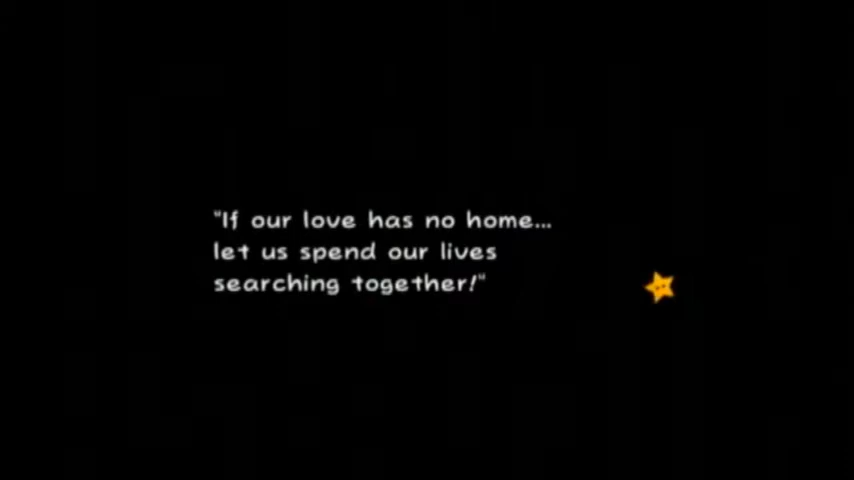 "If our love has no home...
let us spend our lives
searching together!"